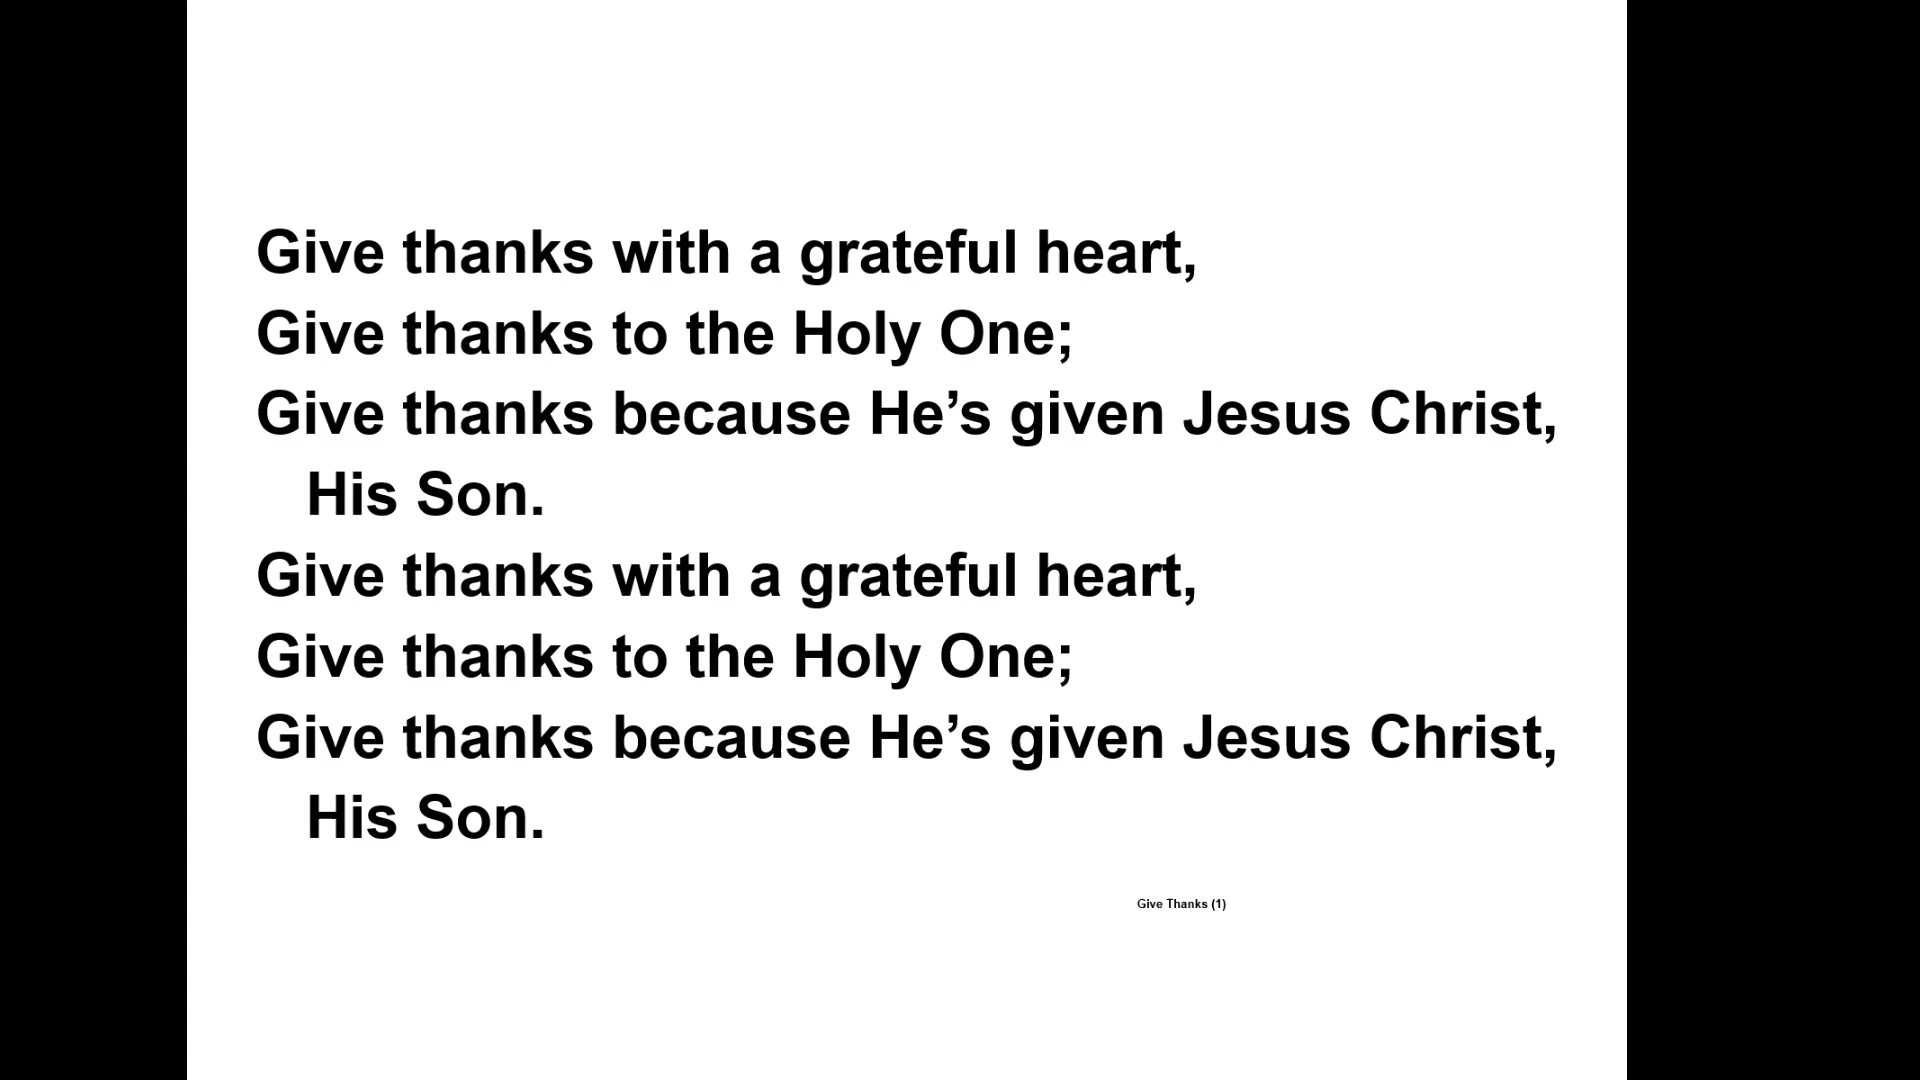 Give thanks with a grateful heart,
Give thanks to the Holy One;
Give thanks because He’s given Jesus Christ,
His Son.
Give thanks with a grateful heart,
Give thanks to the Holy One;
Give thanks because He’s given Jesus Christ,
His Son.
Give Thanks (1)